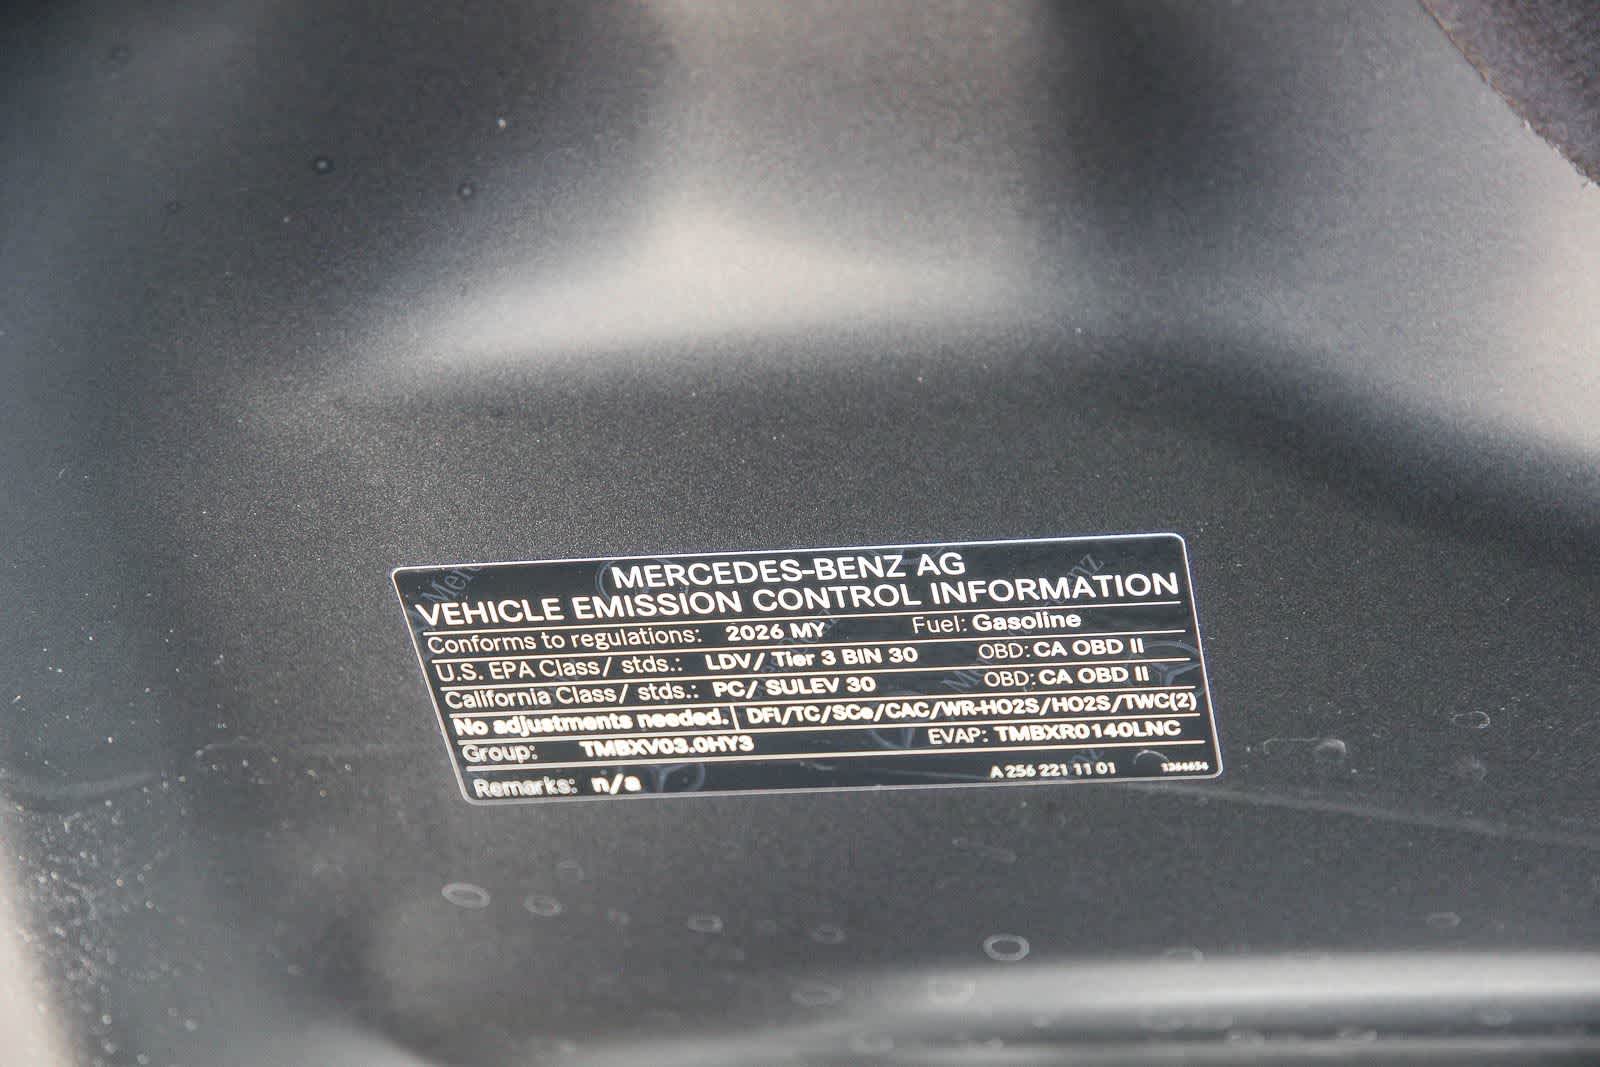 MERCEDES-BENZ AG
VEHICLE EMISSION CONTROL INFORMATION
Conforms to regulations: 2026 MY Fuel: Gasoline
U.S. EPA Class/ stds.: LDV/ Tier 3 BIN 30 OBD: CA OBD II
California Class/ stds.: PC/ SULEV 30 OBD: CA OBD II
No adjustments needed. DFI/TC/SCe/CAC/WR-HO2S/HO2S/TWC(2)
Group: TMBXV03.0HY3 EVAP: TMBXR0140LNC
Remarks: n/a A 256 221 11 01